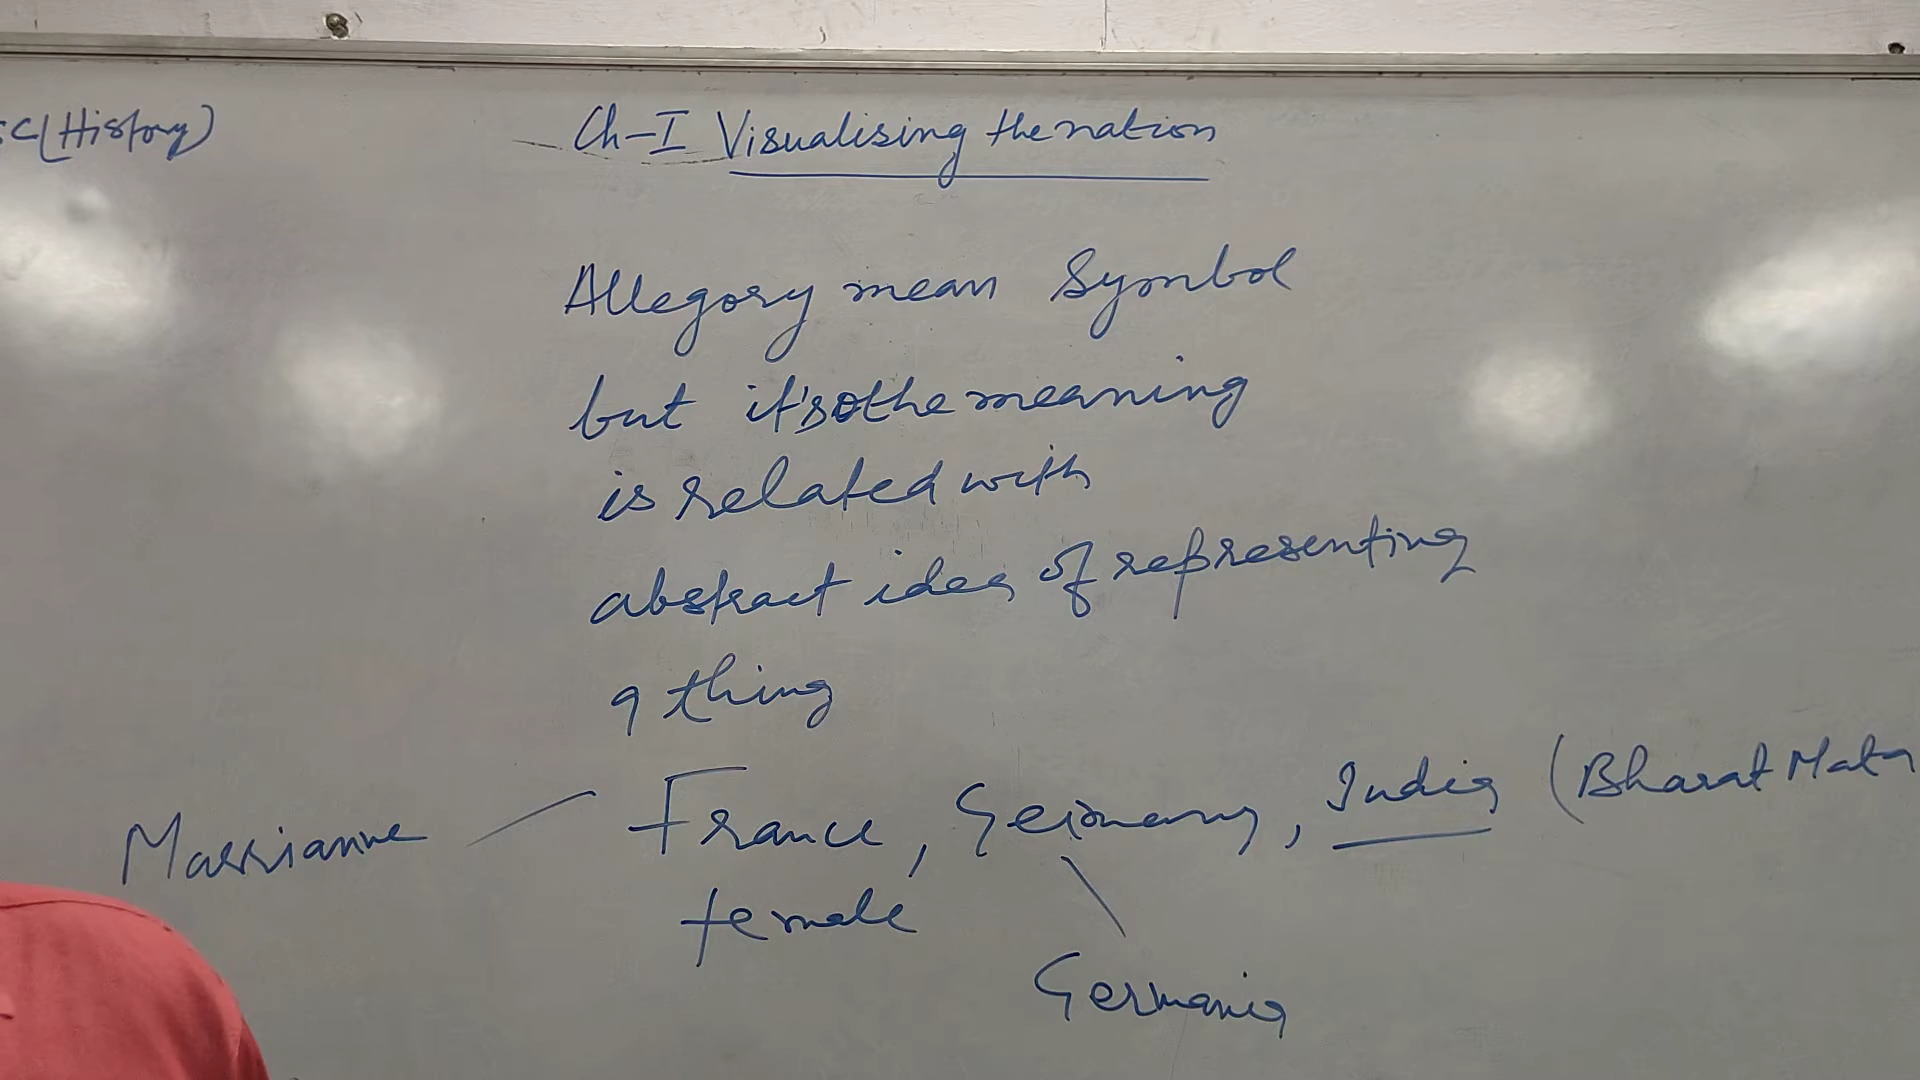 SC(History)
Ch-I Visualising the nation
Allegory mean Symbol
but it's the meaning
is related with
abstract idea of representing
a thing
Marrianne — France, Germany, India (Bharat Mata
female
Germania